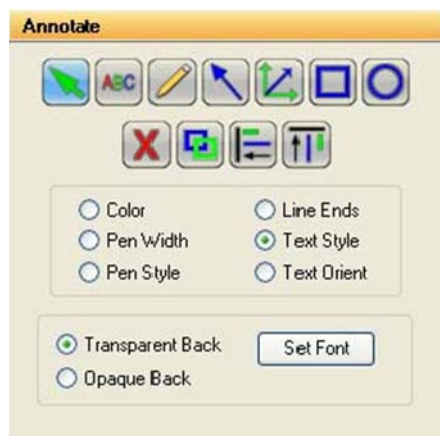 Annotate
ABC
Color Line Ends
Pen Width Text Style
Pen Style Text Orient
Transparent Back Set Font
Opaque Back